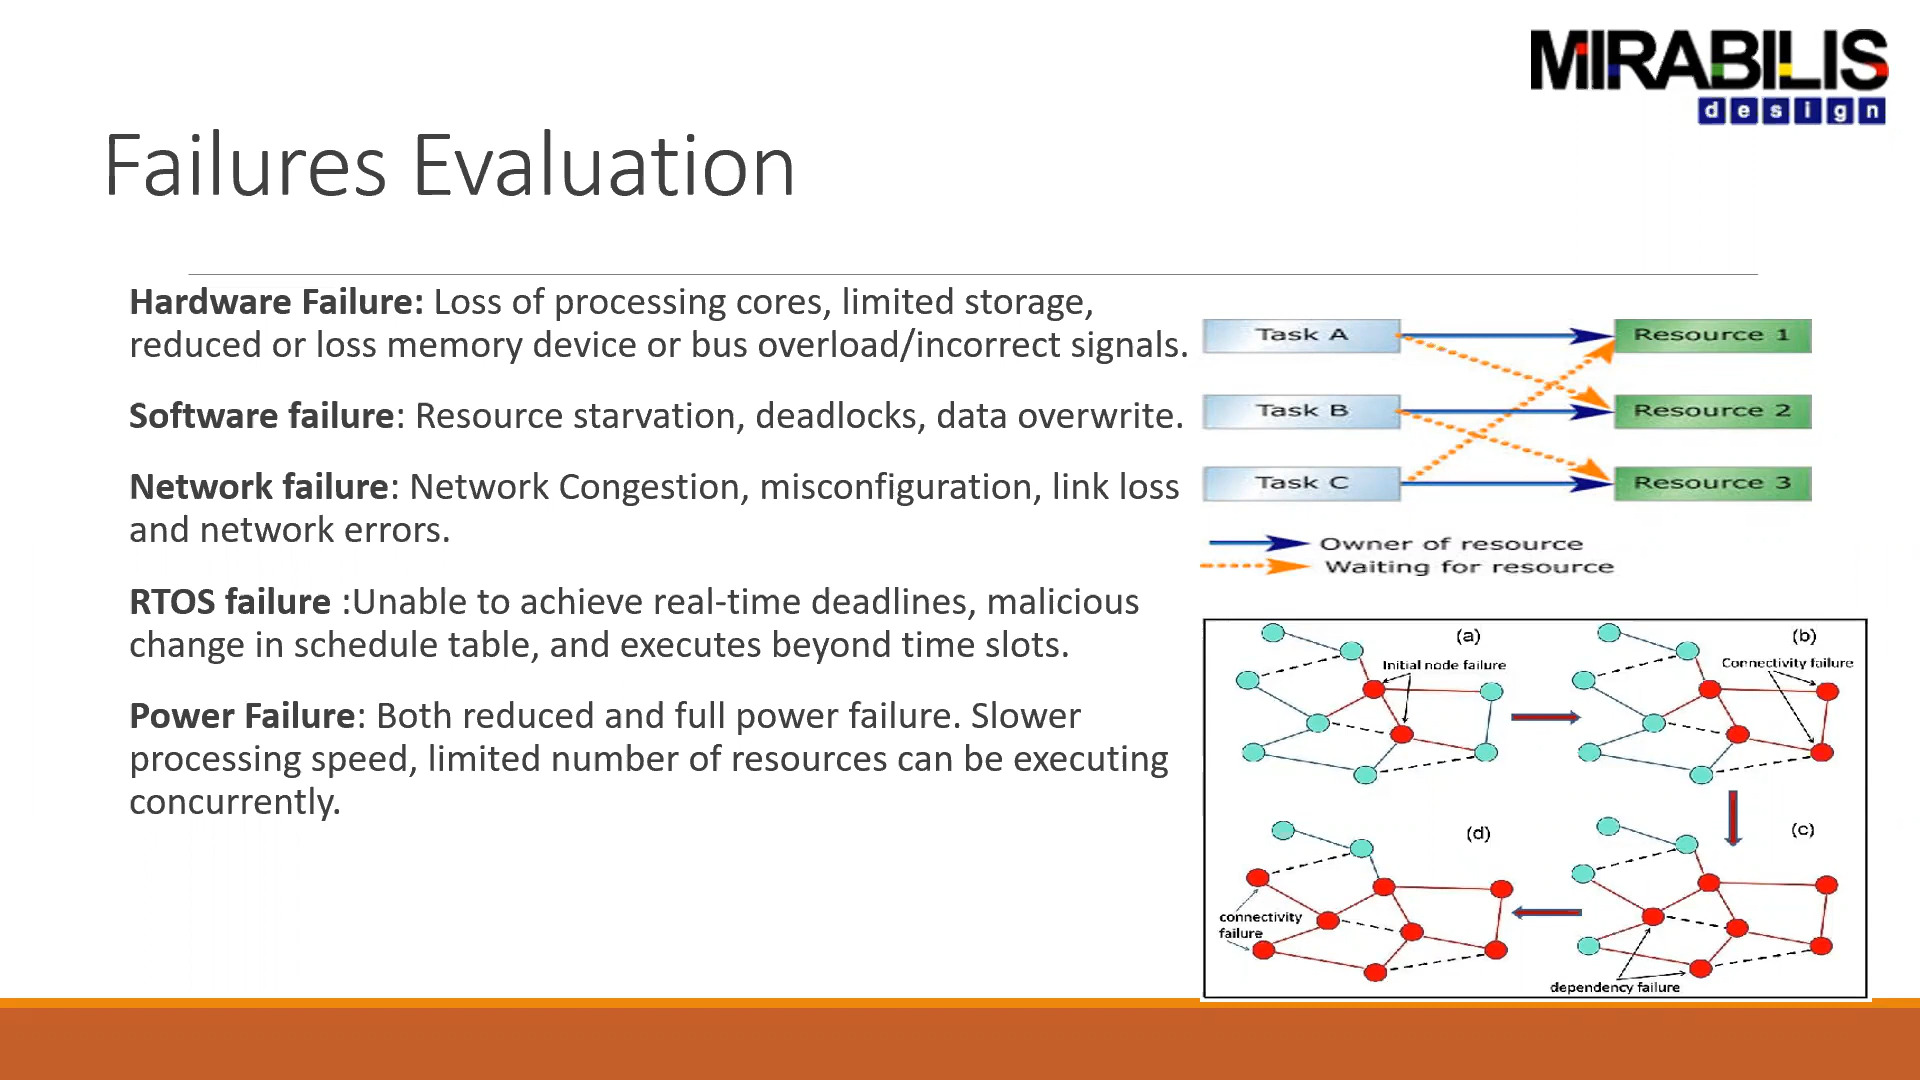 MIRABILIS
design
Failures Evaluation
Hardware Failure: Loss of processing cores, limited storage,
reduced or loss memory device or bus overload/incorrect signals.
Software failure: Resource starvation, deadlocks, data overwrite.
Network failure: Network Congestion, misconfiguration, link loss
and network errors.
RTOS failure :Unable to achieve real-time deadlines, malicious
change in schedule table, and executes beyond time slots.
Power Failure: Both reduced and full power failure. Slower
processing speed, limited number of resources can be executing
concurrently.
Task A
Resource 1
Task B
Resource 2
Task C
Resource 3
Owner of resource
Waiting for resource
(a)
Initial node failure
(b)
Connectivity failure
(d)
connectivity
failure
(c)
dependency failure